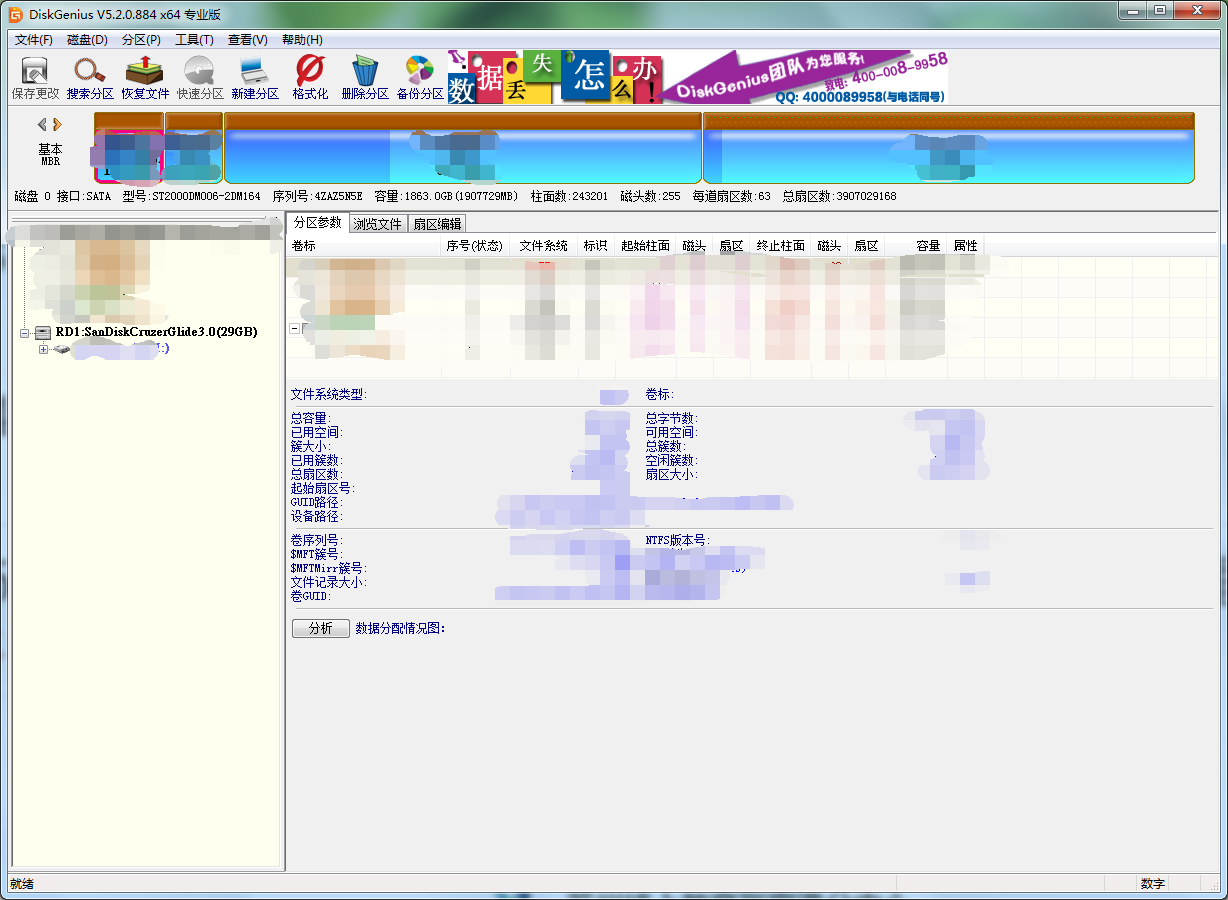 DiskGenius V5.2.0.884 x64 专业版
文件(F) 磁盘(D) 分区(P) 工具(T) 查看(V) 帮助(H)
保存更改 搜索分区 恢复文件 快速分区 新建分区 格式化 删除分区 备份分区
数据丢失怎么办!
DiskGenius团队为您服务!
致电: 400-008-9958
QQ: 4000089958(与电话同号)
基本
MBR
磁盘 0 接口:SATA 型号:ST2000DM006-2DM164 序列号:4ZAZ5N5E 容量:1863.0GB(1907729MB) 柱面数:243201 磁头数:255 每道扇区数:63 总扇区数:3907029168
分区参数 浏览文件 扇区编辑
卷标 序号(状态) 文件系统 标识 起始柱面 磁头 扇区 终止柱面 磁头 扇区 容量 属性
RD1:SanDiskCruzerGlide3.0(29GB)
:)
文件系统类型: 卷标:
总容量: 总字节数:
已用空间: 可用空间:
簇大小: 总簇数:
已用簇数: 空闲簇数:
总扇区数: 扇区大小:
起始扇区号:
GUID路径:
设备路径:
卷序列号: NTFS版本号:
$MFT簇号:
$MFTMirr簇号:
文件记录大小:
卷GUID:
分析 数据分配情况图:
就绪 数字